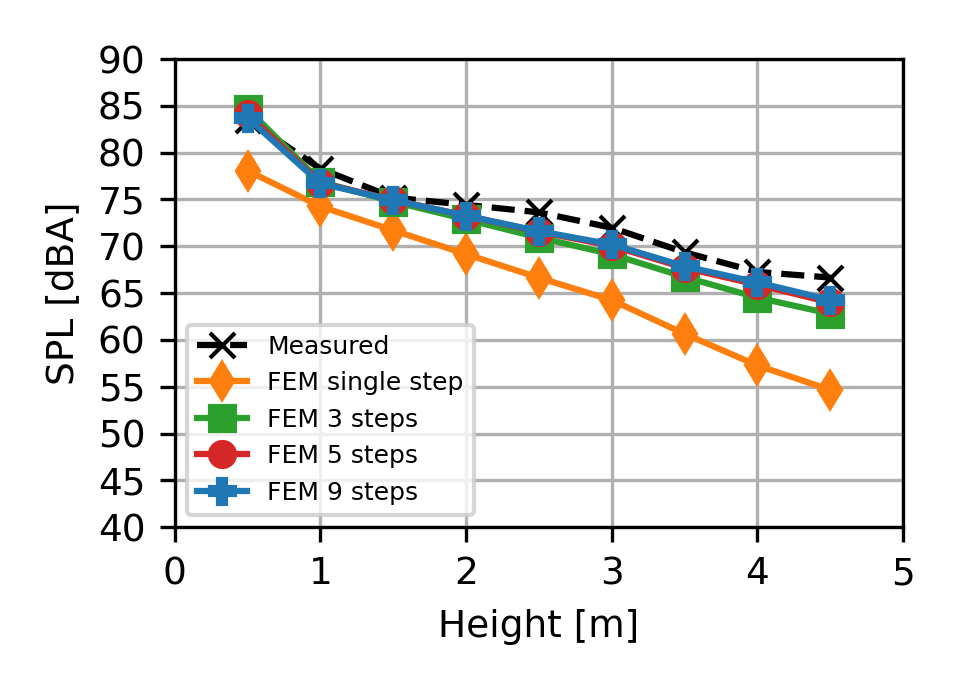 90
85
80
75
70
65
60
55
50
45
40
SPL [dBA]
Measured
FEM single step
FEM 3 steps
FEM 5 steps
FEM 9 steps
0 1 2 3 4 5
Height [m]